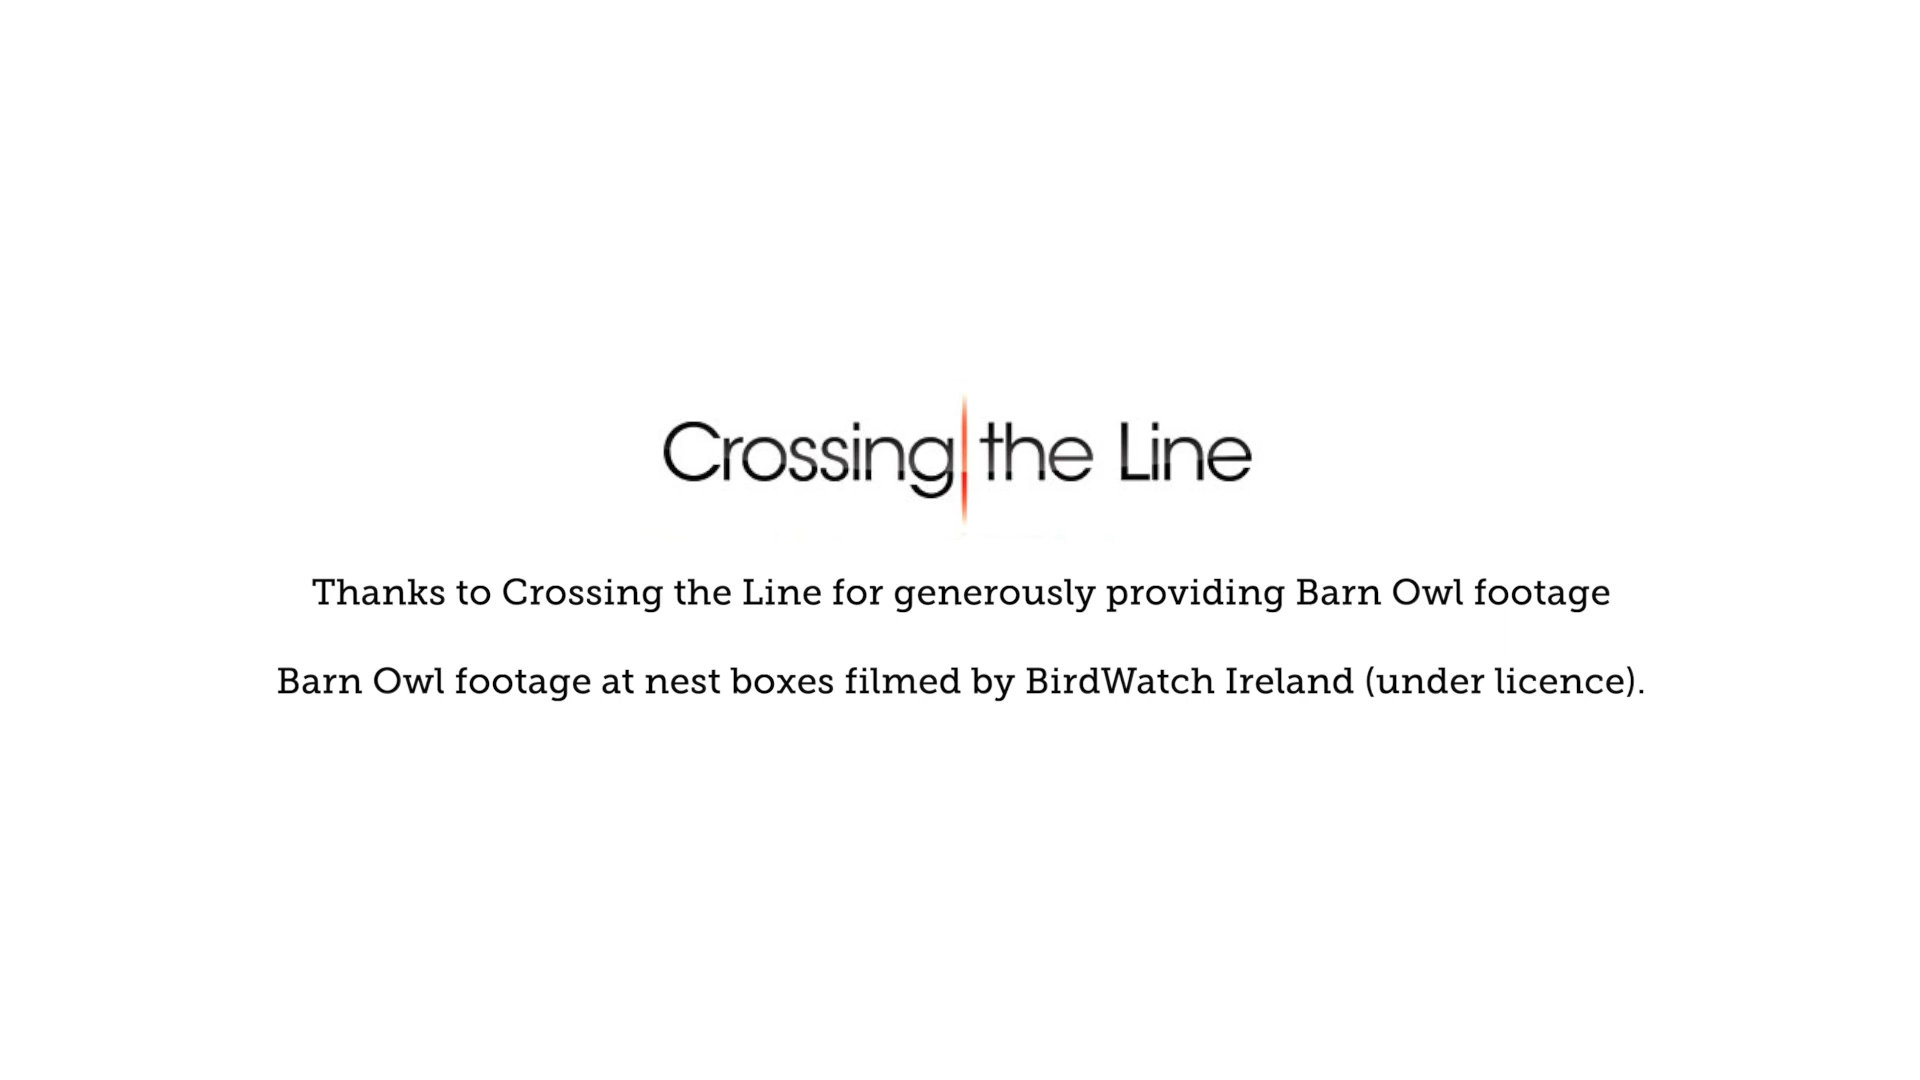 Crossing the Line
Thanks to Crossing the Line for generously providing Barn Owl footage
Barn Owl footage at nest boxes filmed by BirdWatch Ireland (under licence).